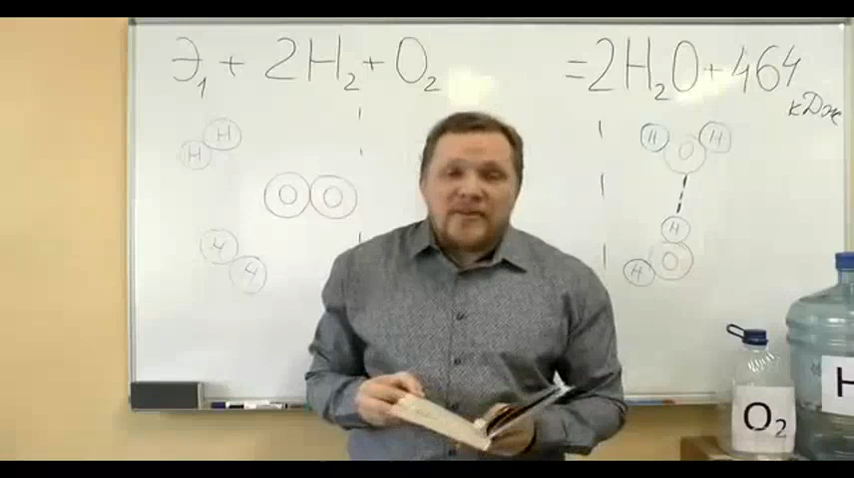 Э₁ + 2H₂ + O₂ = 2H₂O + 464
кДж
H H
O O
H H
H O H
H
H O
O₂
H